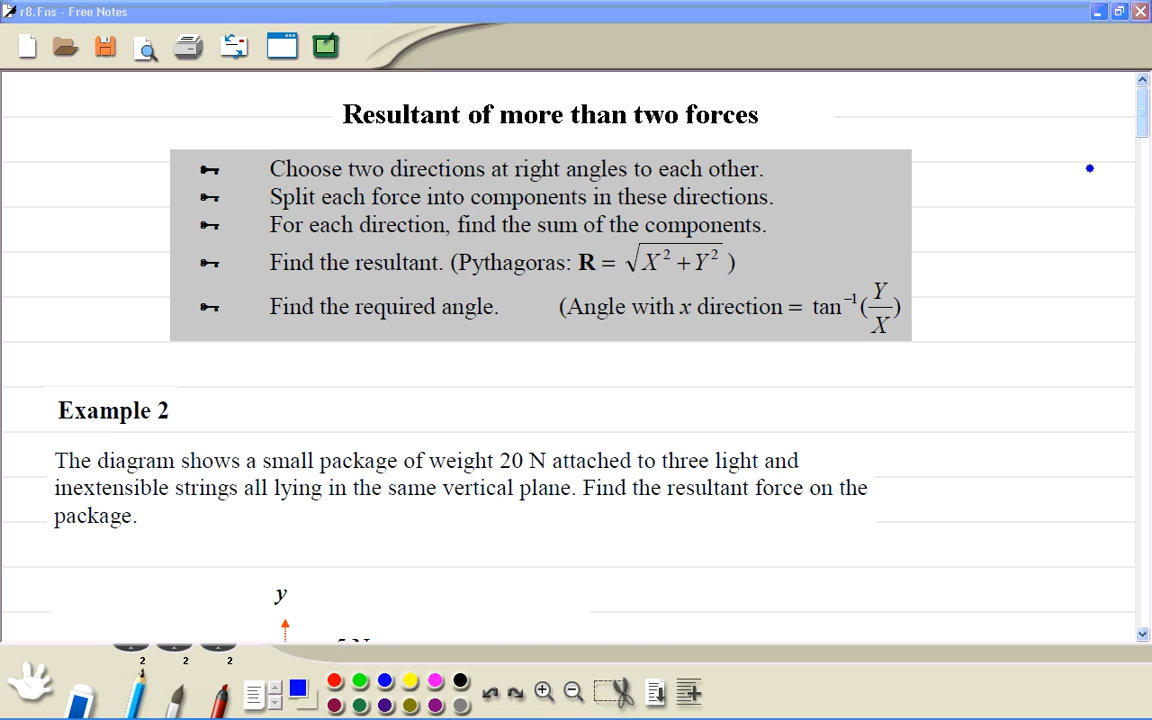 r8.Fns - Free Notes
Resultant of more than two forces
Choose two directions at right angles to each other.
Split each force into components in these directions.
For each direction, find the sum of the components.
Find the resultant. (Pythagoras: R = √X² + Y² )
Find the required angle. (Angle with x direction = tan⁻¹(Y/X)
Example 2
The diagram shows a small package of weight 20 N attached to three light and
inextensible strings all lying in the same vertical plane. Find the resultant force on the
package.
y
5 N
2 2 2